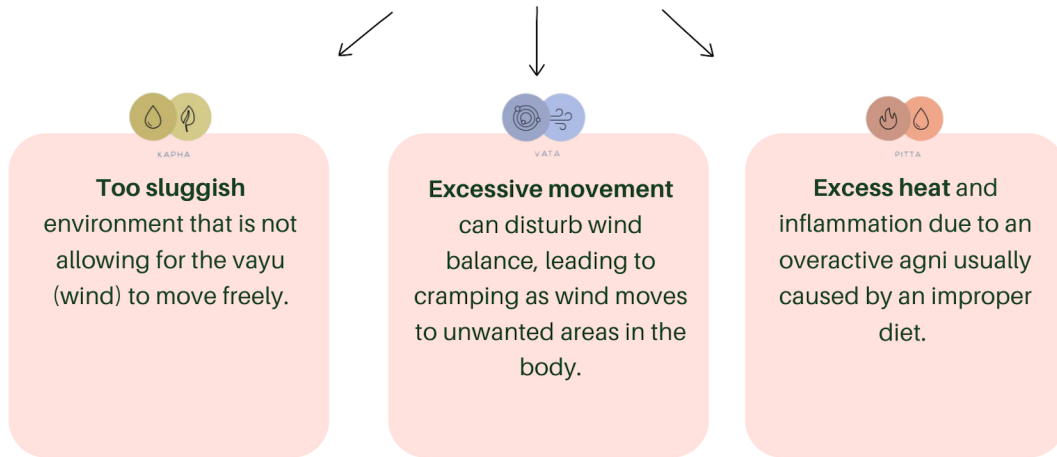 KAPHA
Too sluggish
environment that is not
allowing for the vayu
(wind) to move freely.
VATA
Excessive movement
can disturb wind
balance, leading to
cramping as wind moves
to unwanted areas in the
body.
PITTA
Excess heat and
inflammation due to an
overactive agni usually
caused by an improper
diet.